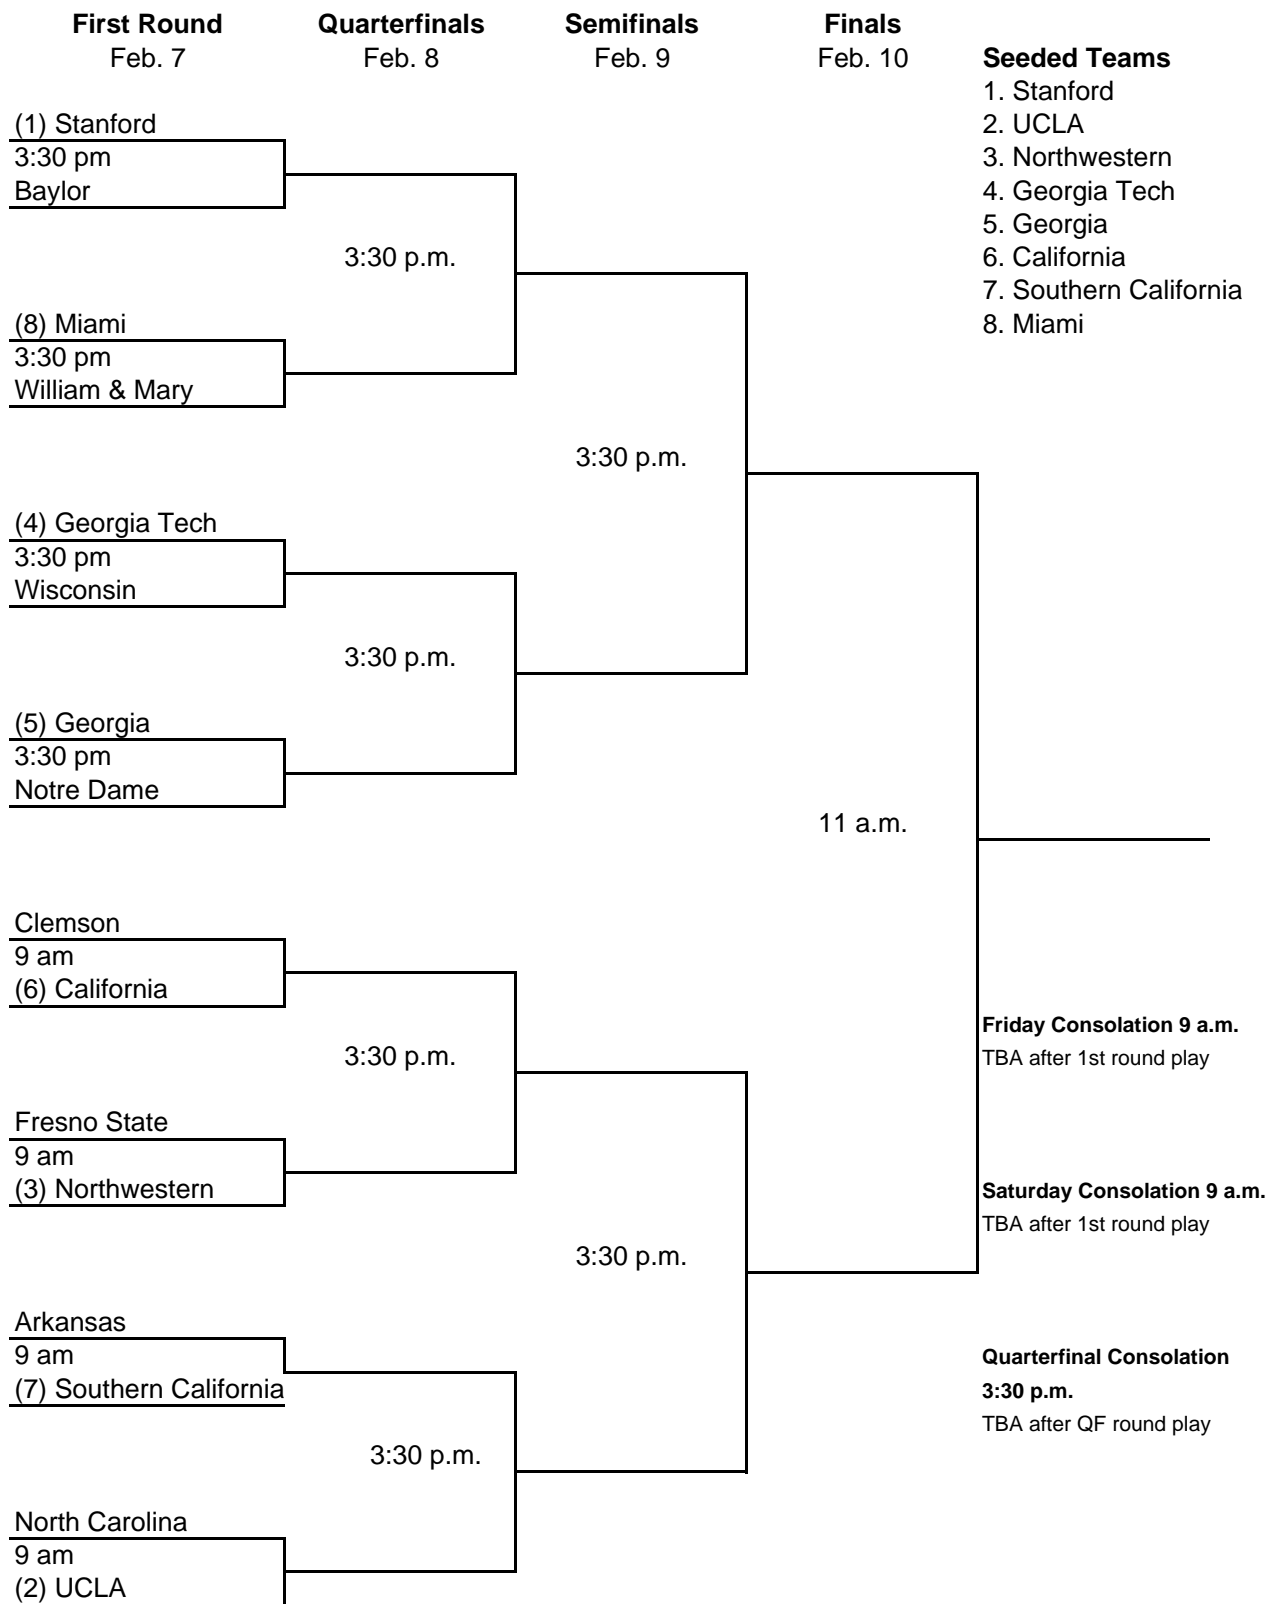 First Round Quarterfinals Semifinals Finals
Feb. 7 Feb. 8 Feb. 9 Feb. 10
Seeded Teams
1. Stanford
2. UCLA
3. Northwestern
4. Georgia Tech
5. Georgia
6. California
7. Southern California
8. Miami
(1) Stanford
3:30 pm
Baylor
3:30 p.m.
(8) Miami
3:30 pm
William & Mary
3:30 p.m.
(4) Georgia Tech
3:30 pm
Wisconsin
3:30 p.m.
(5) Georgia
3:30 pm
Notre Dame
11 a.m.
Clemson
9 am
(6) California
3:30 p.m.
Fresno State
9 am
(3) Northwestern
3:30 p.m.
Arkansas
9 am
(7) Southern California
3:30 p.m.
North Carolina
9 am
(2) UCLA
Friday Consolation 9 a.m.
TBA after 1st round play
Saturday Consolation 9 a.m.
TBA after 1st round play
Quarterfinal Consolation
3:30 p.m.
TBA after QF round play